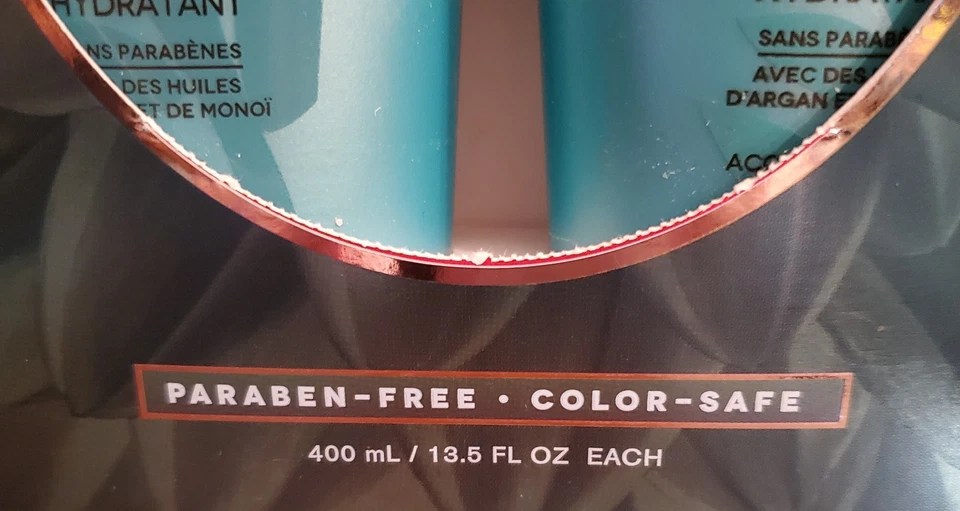 HYDRATANT
SANS PARABÈNES
DES HUILES
ET DE MONOÏ
SANS
AVEC DES
D'ARGAN
PARABEN-FREE • COLOR-SAFE
400 mL / 13.5 FL OZ EACH